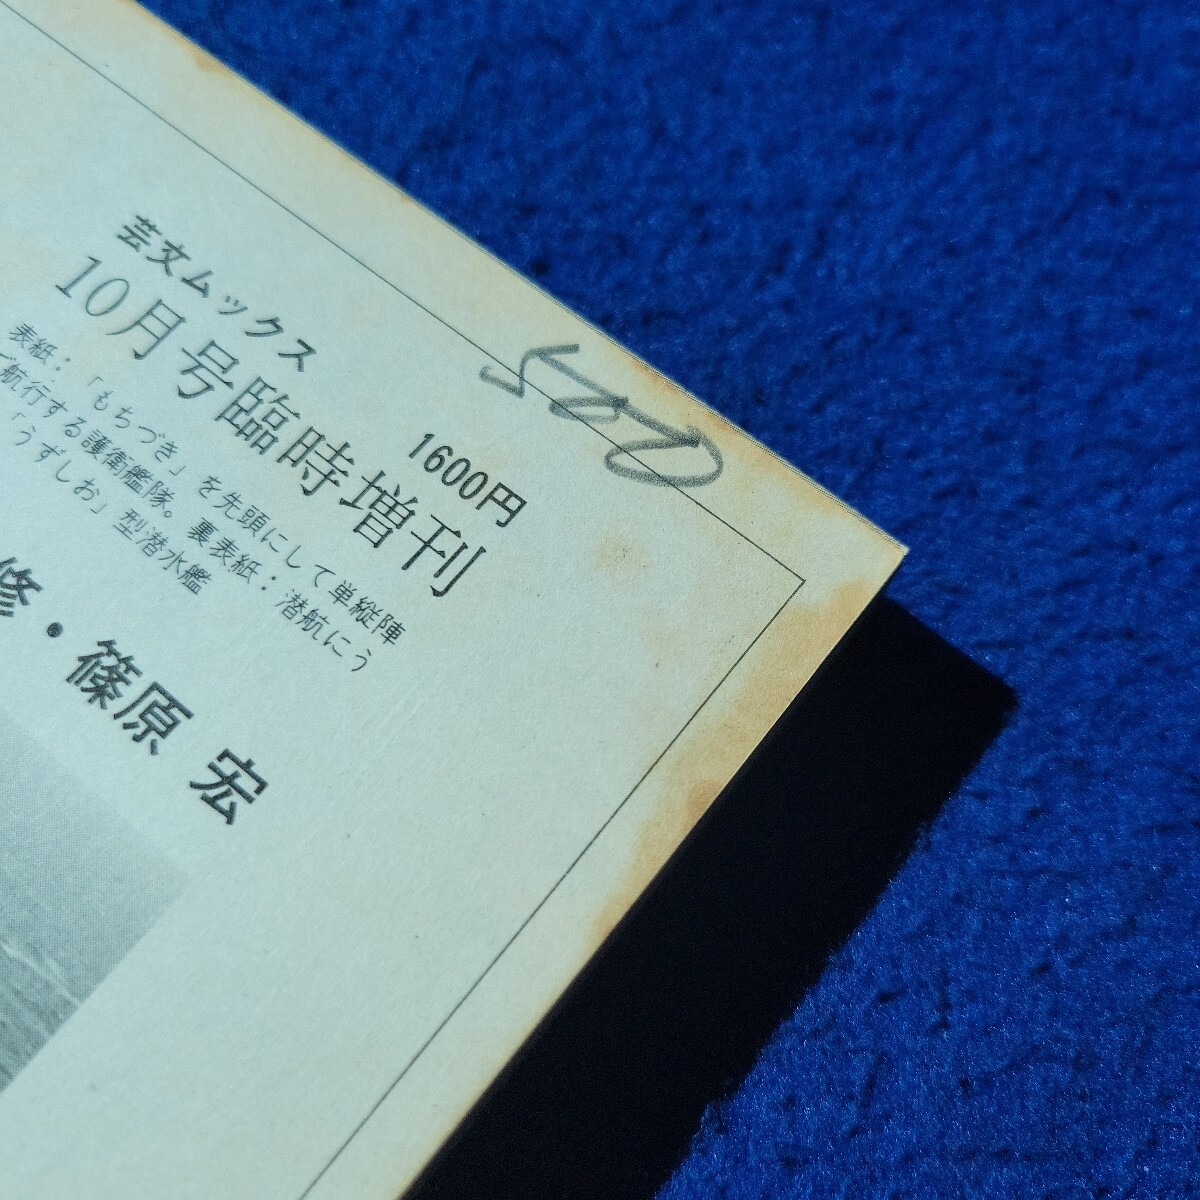 芸文ムックス
10月号臨時増刊
1600円
500
表紙：「もちづき」を先頭にして単縦陣
で航行する護衛艦隊。裏表紙：潜航にう
「うずしお」型潜水艦
修・篠原 宏